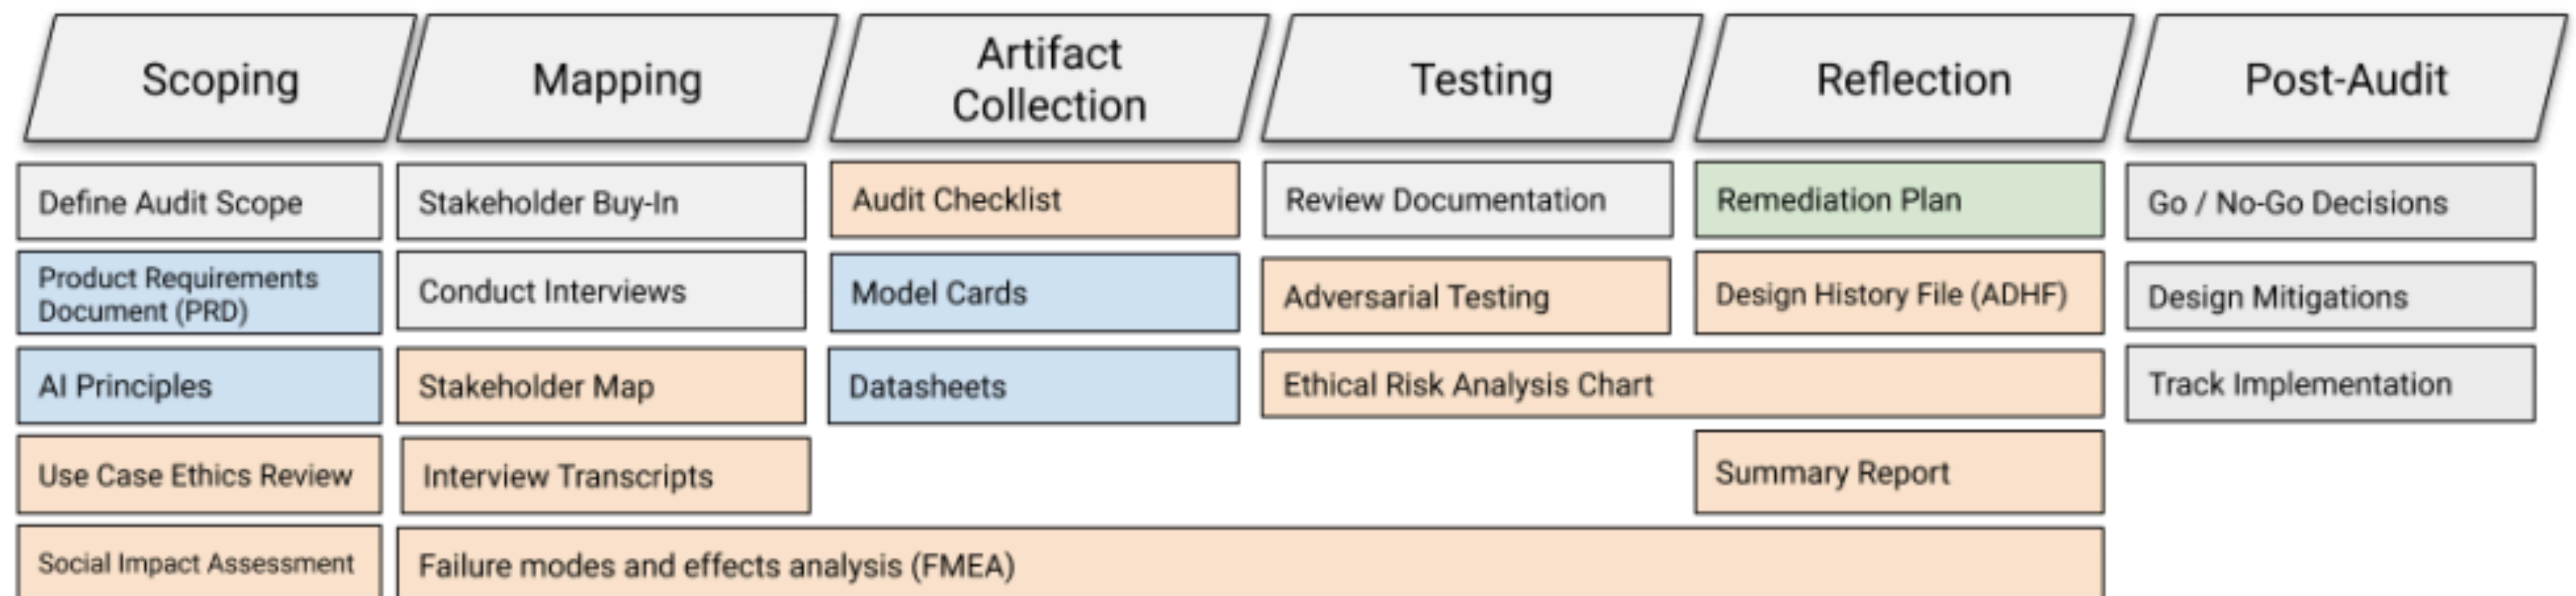 Scoping
Mapping
Artifact
Collection
Testing
Reflection
Post-Audit
Define Audit Scope
Stakeholder Buy-In
Audit Checklist
Review Documentation
Remediation Plan
Go / No-Go Decisions
Product Requirements
Document (PRD)
Conduct Interviews
Model Cards
Adversarial Testing
Design History File (ADHF)
Design Mitigations
AI Principles
Stakeholder Map
Datasheets
Ethical Risk Analysis Chart
Track Implementation
Use Case Ethics Review
Interview Transcripts
Summary Report
Social Impact Assessment
Failure modes and effects analysis (FMEA)